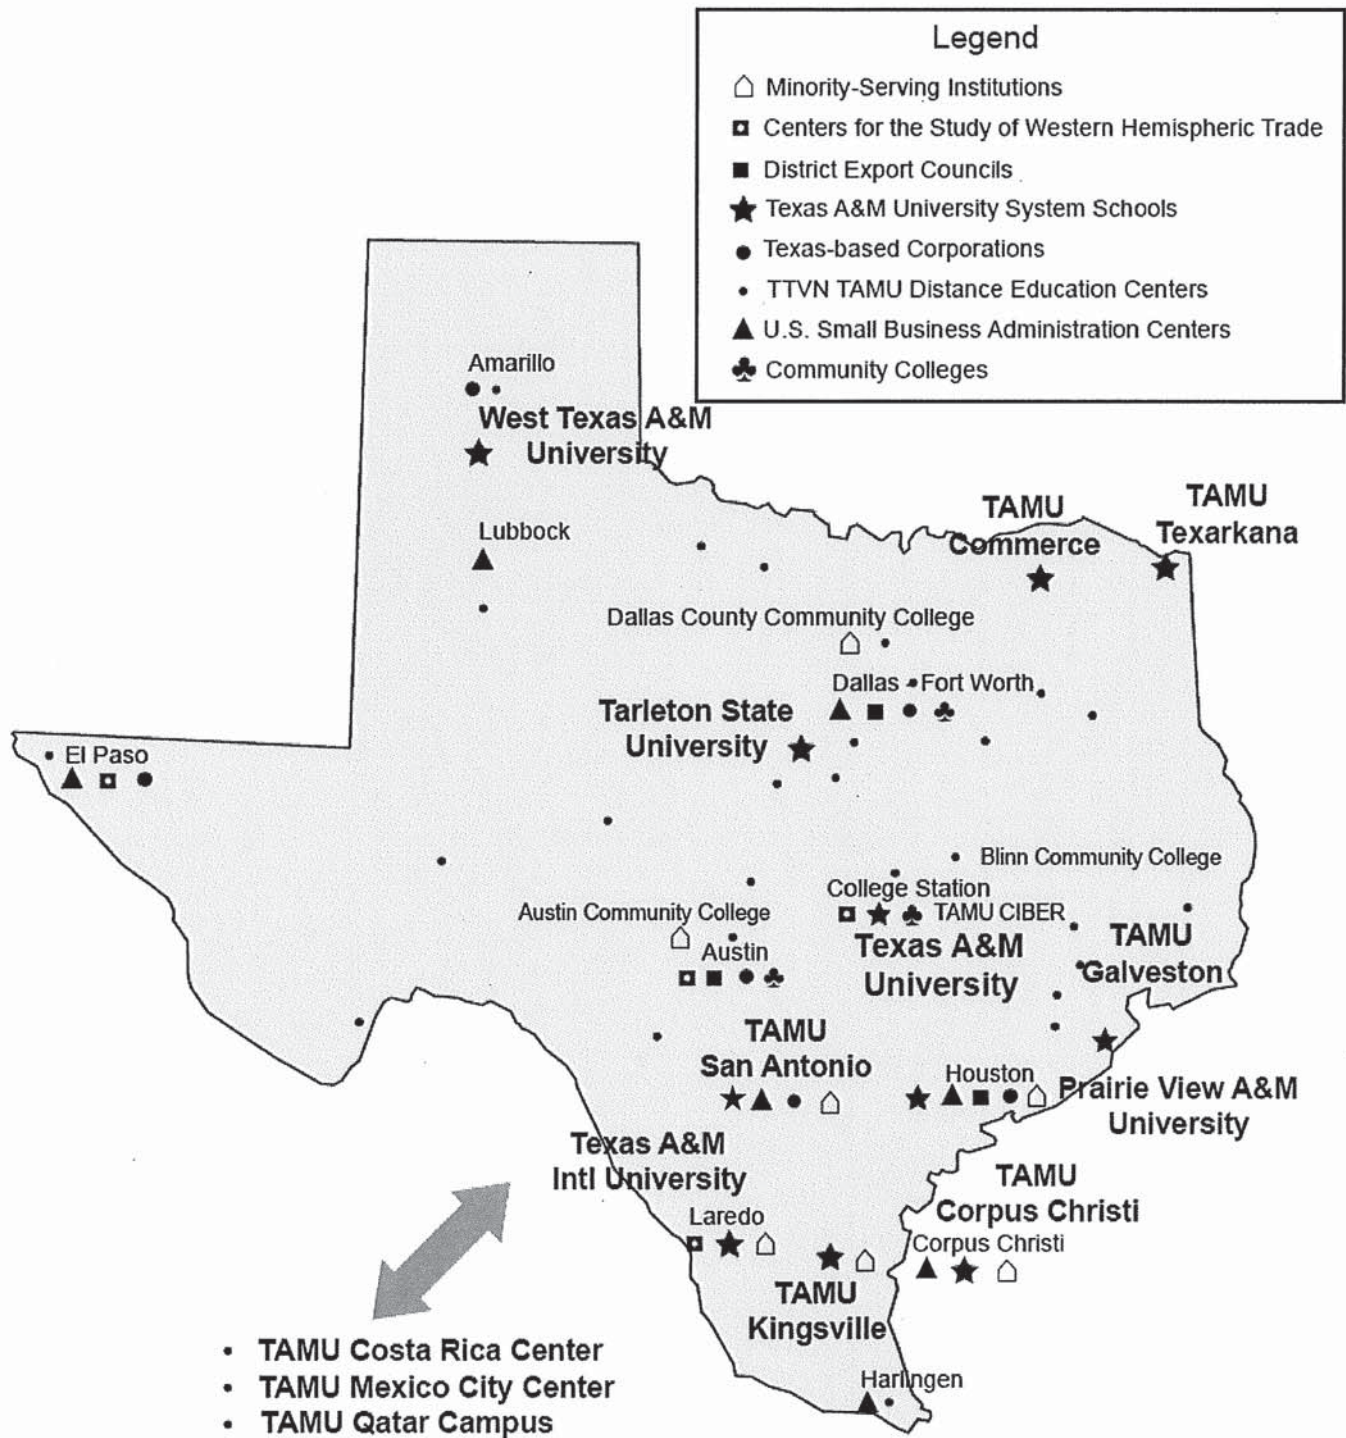 Legend
Minority-Serving Institutions
Centers for the Study of Western Hemispheric Trade
District Export Councils
Texas A&M University System Schools
Texas-based Corporations
TTVN TAMU Distance Education Centers
U.S. Small Business Administration Centers
Community Colleges
Amarillo
West Texas A&M
University
Lubbock
TAMU
Commerce
TAMU
Texarkana
Dallas County Community College
Dallas - Fort Worth
Tarleton State
University
El Paso
Blinn Community College
College Station
TAMU CIBER
Texas A&M
University
Austin Community College
Austin
TAMU
Galveston
TAMU
San Antonio
Houston
Prairie View A&M
University
Texas A&M
Intl University
Laredo
TAMU
Corpus Christi
Corpus Christi
TAMU
Kingsville
Harlingen
• TAMU Costa Rica Center
• TAMU Mexico City Center
• TAMU Qatar Campus